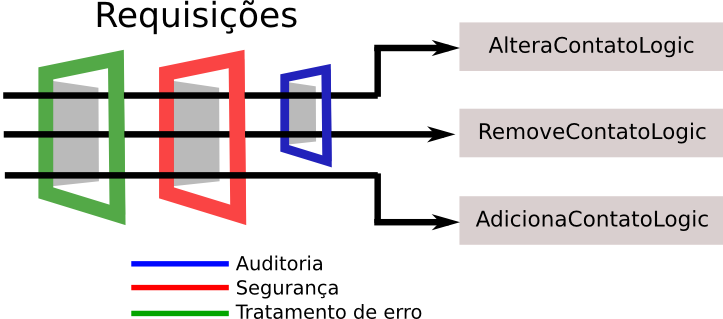 Requisições
AlteraContatoLogic
RemoveContatoLogic
AdicionaContatoLogic
Auditoria
Segurança
Tratamento de erro